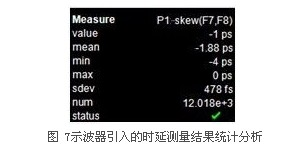 Measure P1:skew(F7,F8)
value -1 ps
mean -1.88 ps
min -4 ps
max 0 ps
sdev 478 fs
num 12.018e+3
status ✓
图 7示波器引入的时延测量结果统计分析